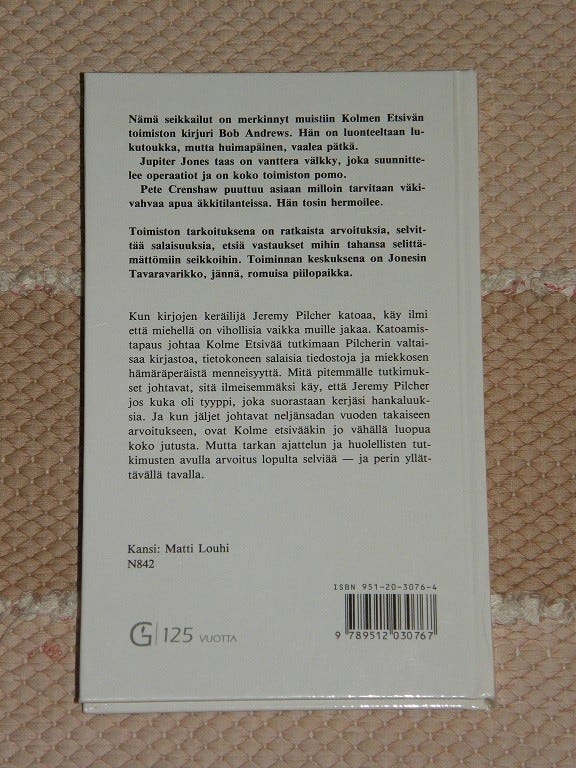 Nämä seikkailut on merkinnyt muistiin Kolmen Etsivän
toimiston kirjuri Bob Andrews. Hän on luonteeltaan lu-
kutoukka, mutta huimapäinen, vaalea pätkä.
Jupiter Jones taas on vanttera välkky, joka suunnitte-
lee operaatiot ja on koko toimiston pomo.
Pete Crenshaw puuttuu asiaan milloin tarvitaan väki-
vahvaa apua äkkitilanteissa. Hän tosin hermoilee.
Toimiston tarkoituksena on ratkaista arvoituksia, selvit-
tää salaisuuksia, etsiä vastaukset mihin tahansa selittä-
mättömiin seikkoihin. Toiminnan keskuksena on Jonesin
Tavaravarikko, jännä, romuisa piilopaikka.
Kun kirjojen keräilijä Jeremy Pilcher katoaa, käy ilmi
että miehellä on vihollisia vaikka muille jakaa. Katoamis-
tapaus johtaa Kolme Etsivää tutkimaan Pilcherin valtai-
saa kirjastoa, tietokoneen salaisia tiedostoja ja miekkosen
hämäräperäistä menneisyyttä. Mitä pitemmälle tutkimuk-
set johtavat, sitä ilmeisemmäksi käy, että Jeremy Pilcher
jos kuka oli tyyppi, joka suorastaan kerjäsi hankaluuk-
sia. Ja kun jäljet johtavat neljänsadan vuoden takaiseen
arvoitukseen, ovat Kolme etsivääkin jo vähällä luopua
koko jutusta. Mutta tarkan ajattelun ja huolellisten tut-
kimusten avulla arvoitus lopulta selviää — ja perin yllät-
tävällä tavalla.
Kansi: Matti Louhi
N842
ISBN 951-20-3076-4
9 789512 030767
G 125 VUOTTA